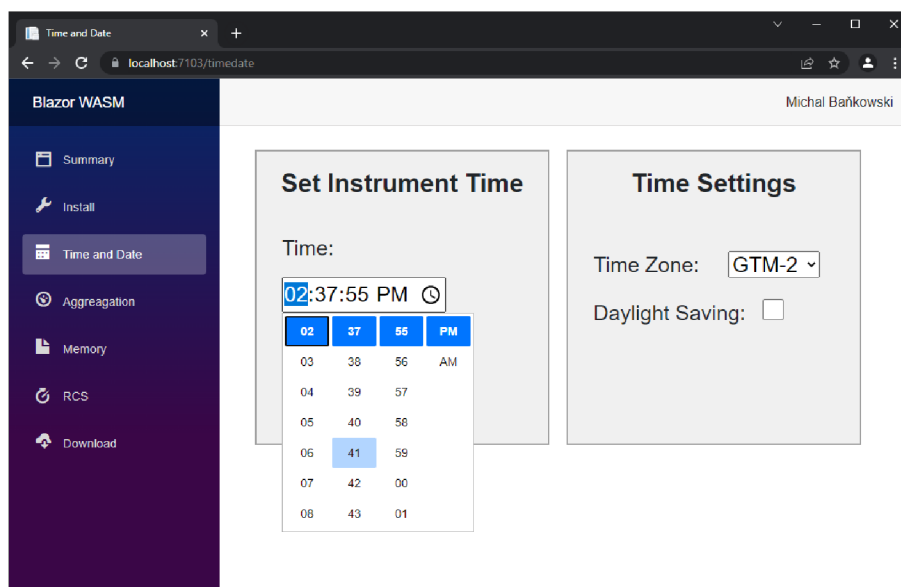 Time and Date
localhost:7103/timedate
Blazor WASM
Michal Baňkowski
Summary
Install
Time and Date
Aggreagation
Memory
RCS
Download
Set Instrument Time
Time:
02:37:55 PM
02 37 55 PM
03 38 56 AM
04 39 57
05 40 58
06 41 59
07 42 00
08 43 01
Time Settings
Time Zone: GTM-2
Daylight Saving: